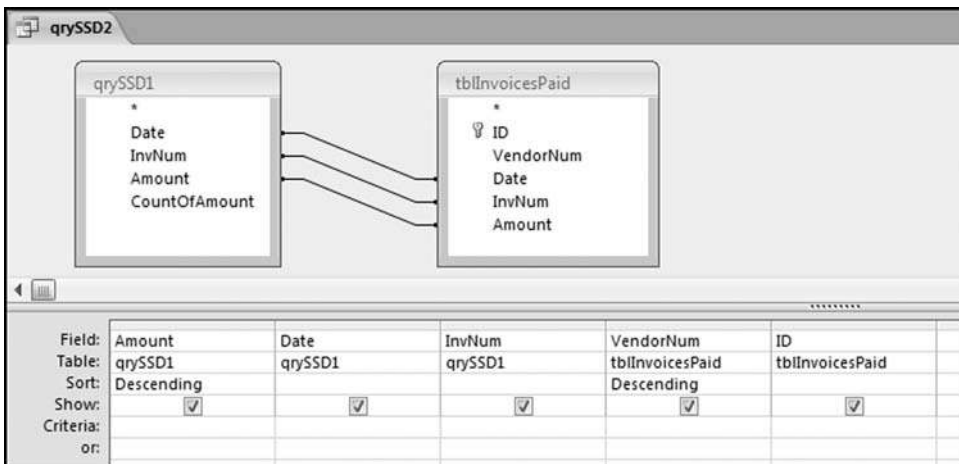 qrySSD2
qrySSD1
*
Date
InvNum
Amount
CountOfAmount
tblInvoicesPaid
*
ID
VendorNum
Date
InvNum
Amount
Field: Amount Date InvNum VendorNum ID
Table: qrySSD1 qrySSD1 qrySSD1 tblInvoicesPaid tblInvoicesPaid
Sort: Descending Descending
Show:
Criteria:
or: